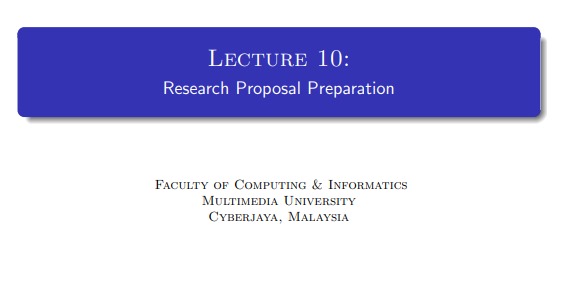 Lecture 10:
Research Proposal Preparation
Faculty of Computing & Informatics
Multimedia University
Cyberjaya, Malaysia